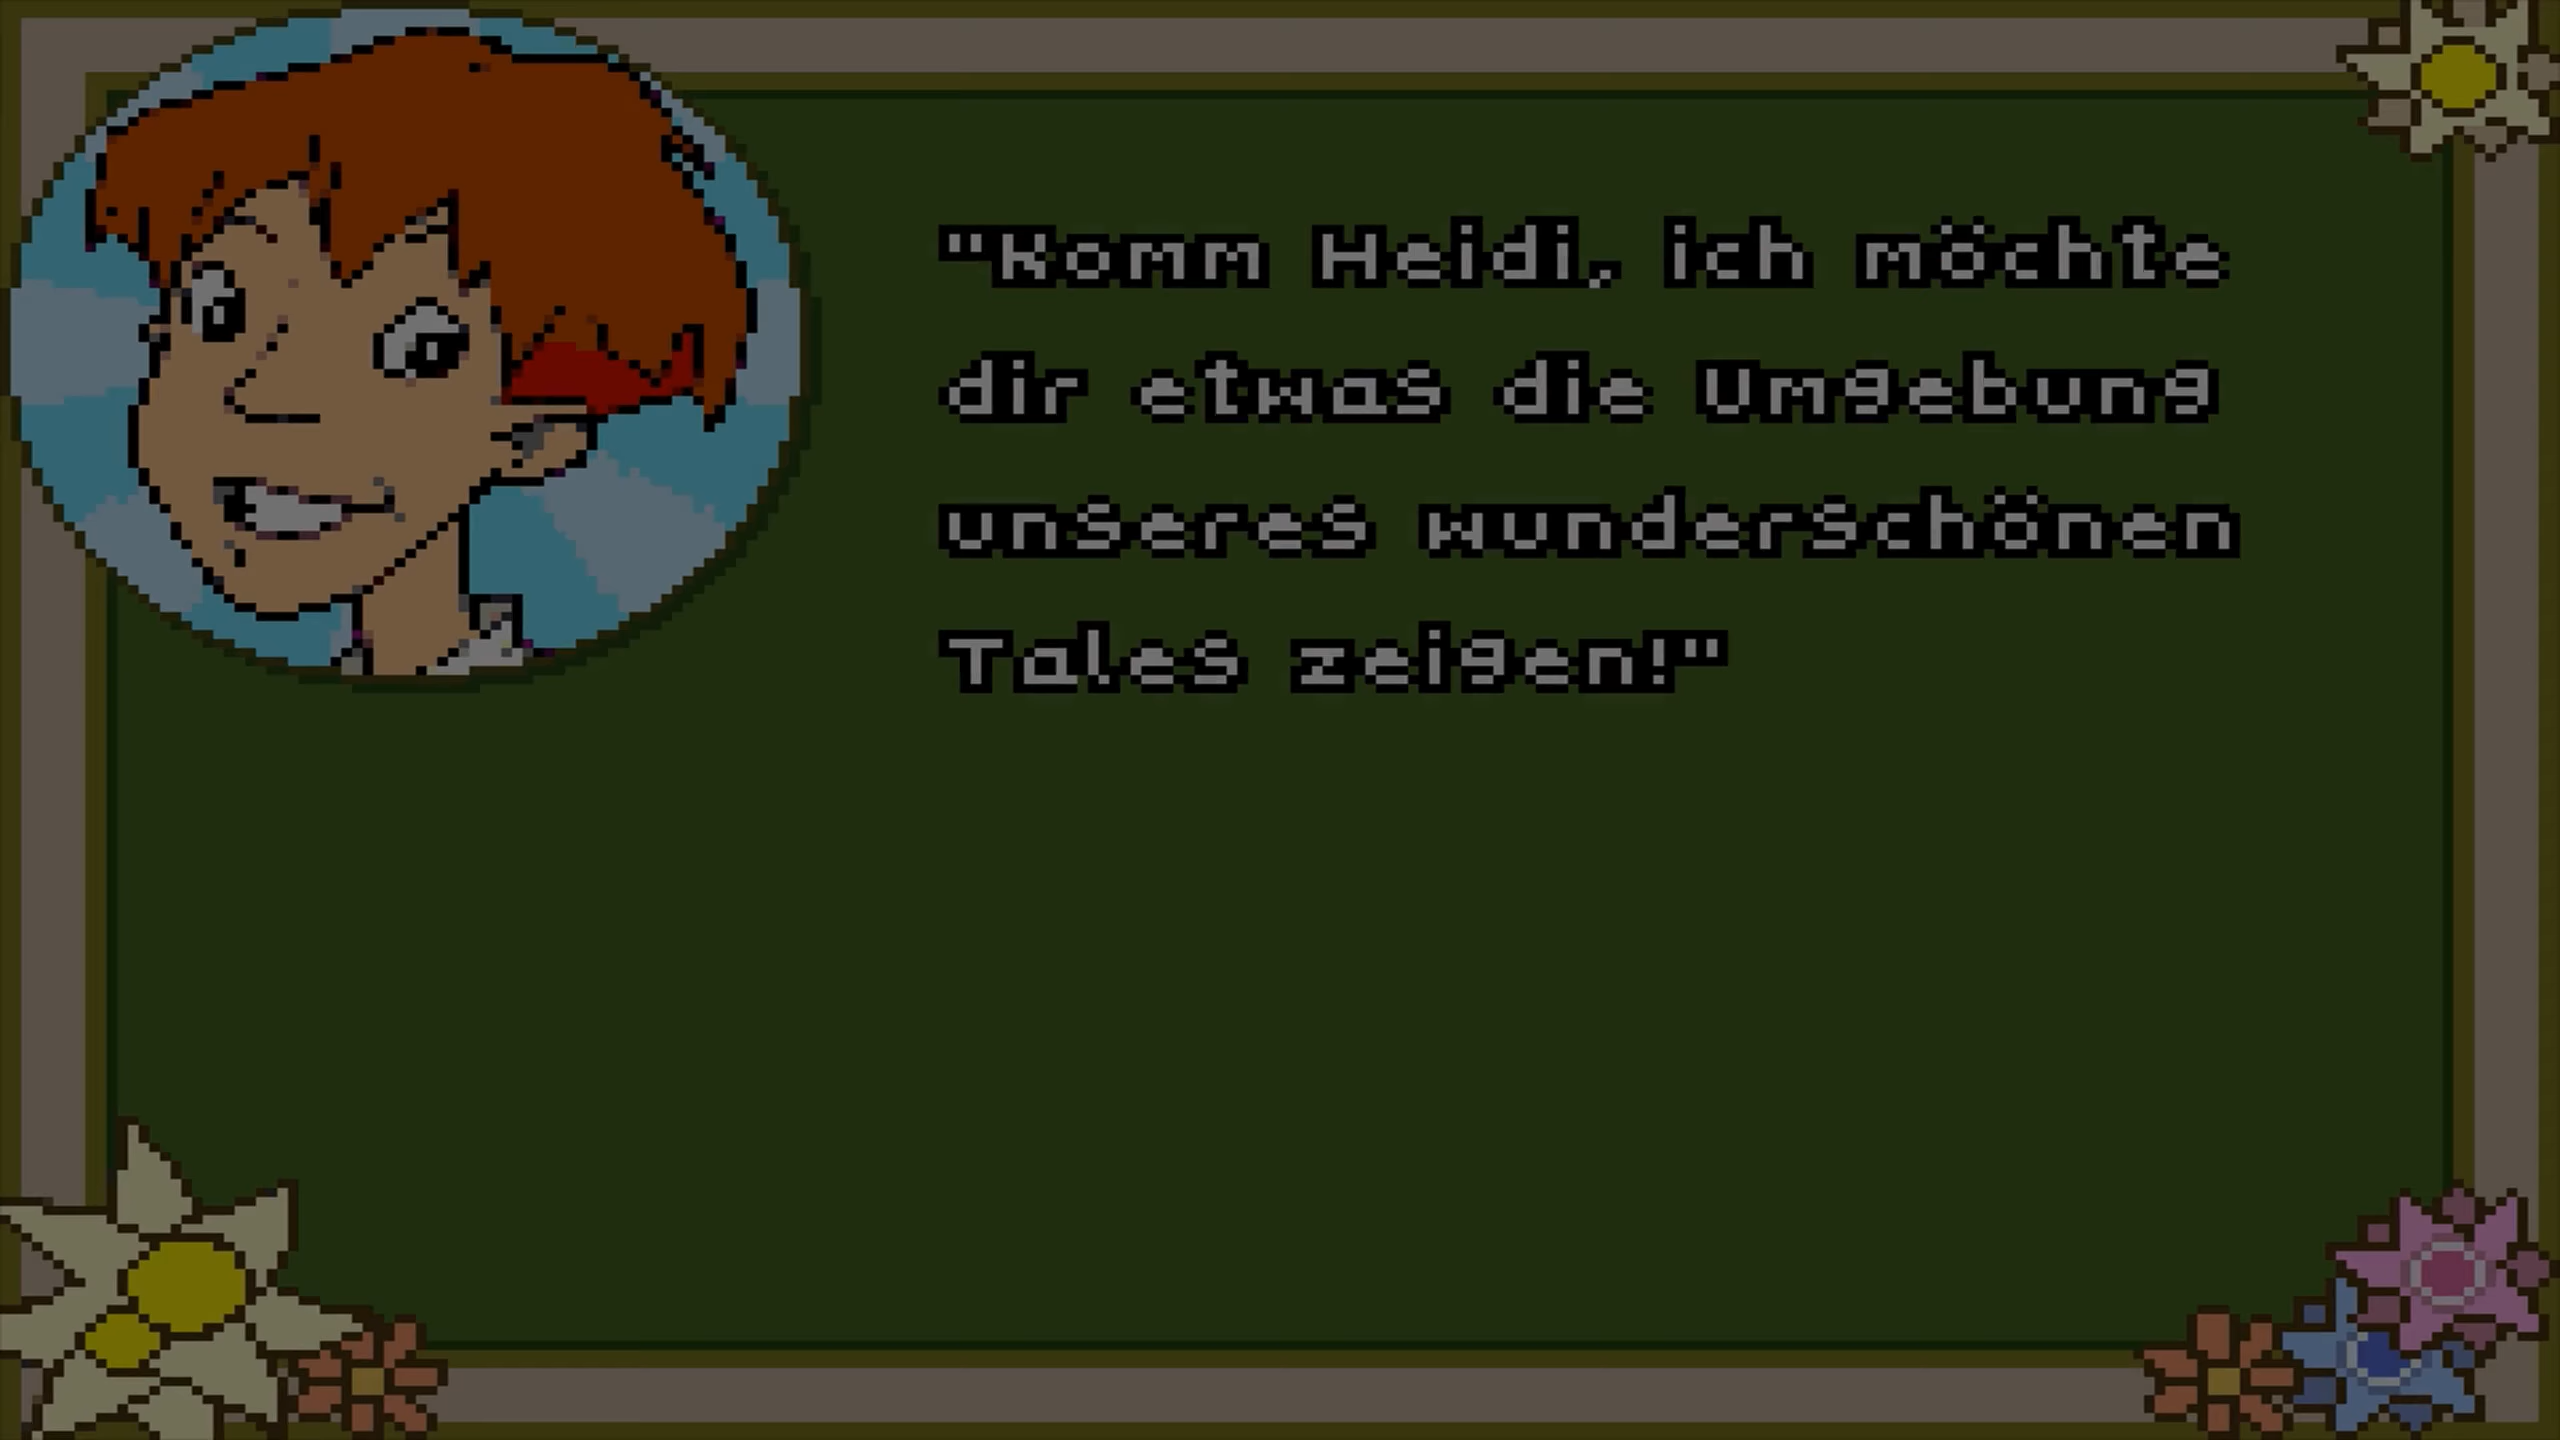 "Komm Heidi, ich möchte
dir etwas die Umgebung
unseres wunderschönen
Tales zeigen!"